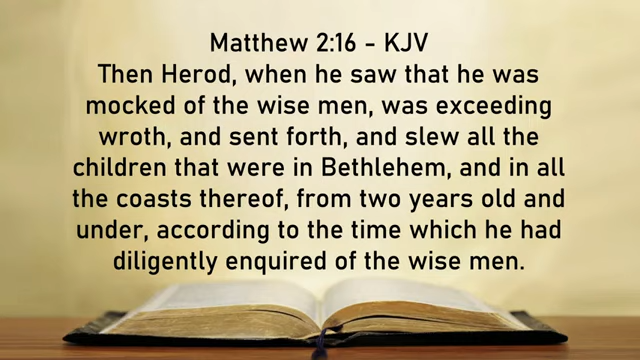 Matthew 2:16 - KJV
Then Herod, when he saw that he was
mocked of the wise men, was exceeding
wroth, and sent forth, and slew all the
children that were in Bethlehem, and in all
the coasts thereof, from two years old and
under, according to the time which he had
diligently enquired of the wise men.